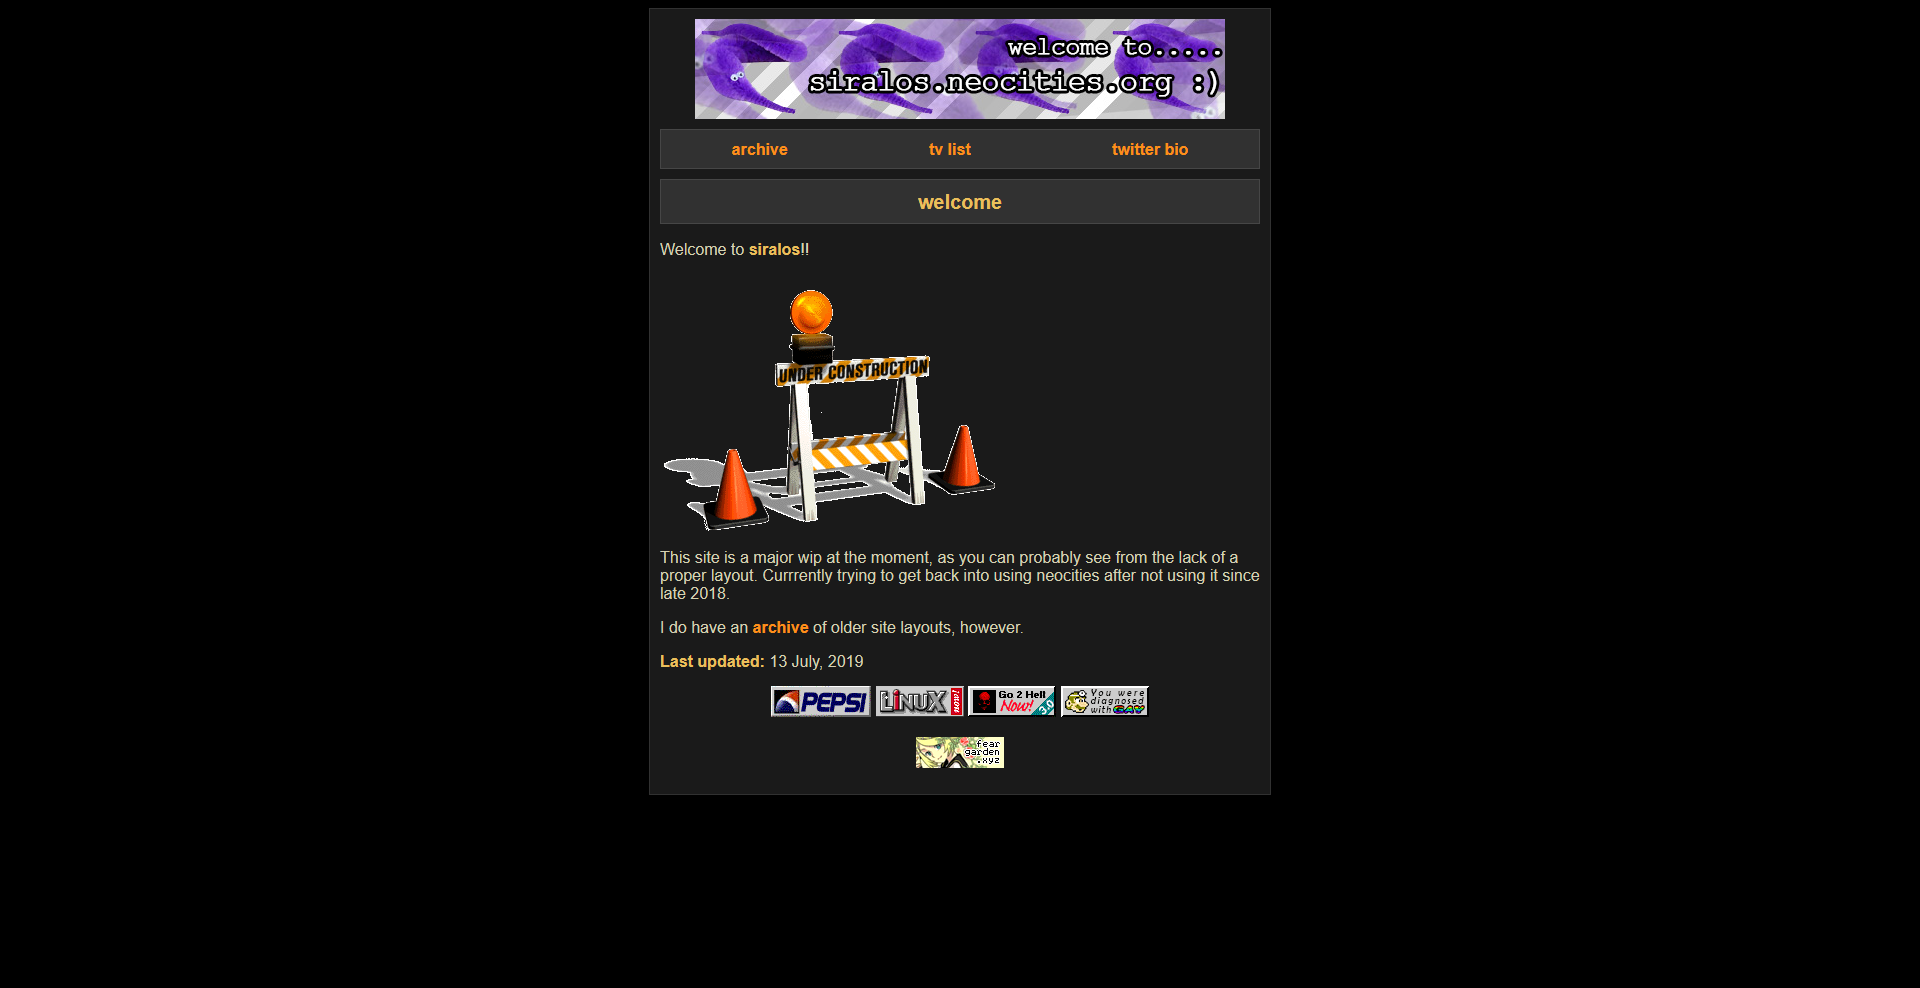 welcome to.....
siralos.neocities.org :)
archive tv list twitter bio
welcome
Welcome to siralos!!
UNDER CONSTRUCTION
This site is a major wip at the moment, as you can probably see from the lack of a
proper layout. Currrently trying to get back into using neocities after not using it since
late 2018.
I do have an archive of older site layouts, however.
Last updated: 13 July, 2019
PEPSI
LINUX
Go 2 Hell
Now!
3.0
You were
diagnosed
with GAY
fear
garden
.xyz